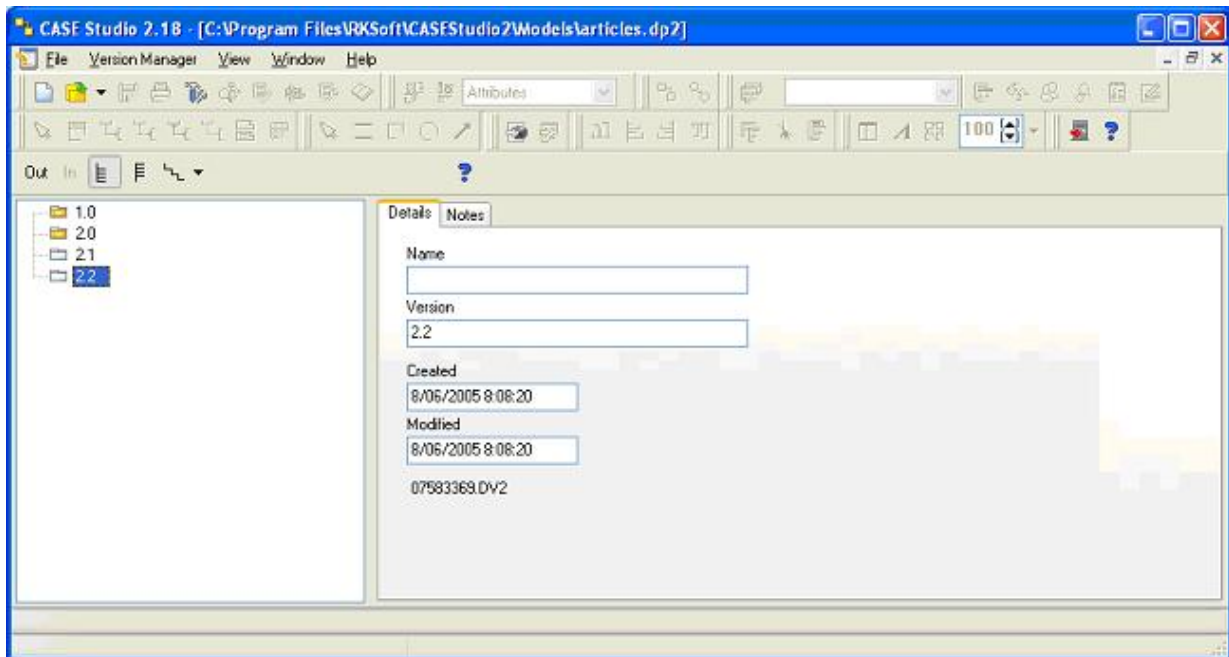 CASE Studio 2.18 - [C:\Program Files\RKSoft\CASEStudio2\Models\articles.dp2]
File Version Manager View Window Help
Attributes
100
Out In
1.0
2.0
2.1
2.2
Details Notes
Name
Version
2.2
Created
8/06/2005 8:08:20
Modified
8/06/2005 8:08:20
07583369.DV2